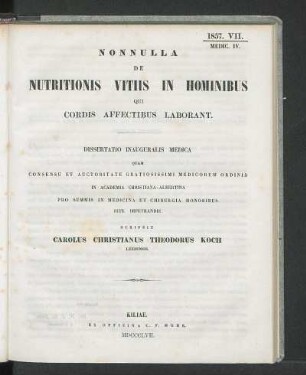 1857. VII.
MEDIC. IV.
NONNULLA
DE
NUTRITIONIS VITIIS IN HOMINIBUS
QUI
CORDIS AFFECTIBUS LABORANT.
DISSERTATIO INAUGURALIS MEDICA
QUAM
CONSENSU ET AUCTORITATE GRATIOSISSIMI MEDICORUM ORDINIS
IN ACADEMIA CHRISTIANA-ALBERTINA
PRO SUMMIS IN MEDICINA ET CHIRURGIA HONORIBUS
RITE IMPETRANDIS
SCRIPSIT
CAROLUS CHRISTIANUS THEODORUS KOCH
KILIAE.
EX OFFICINA C. F. MOHR.
MDCCCLVII.